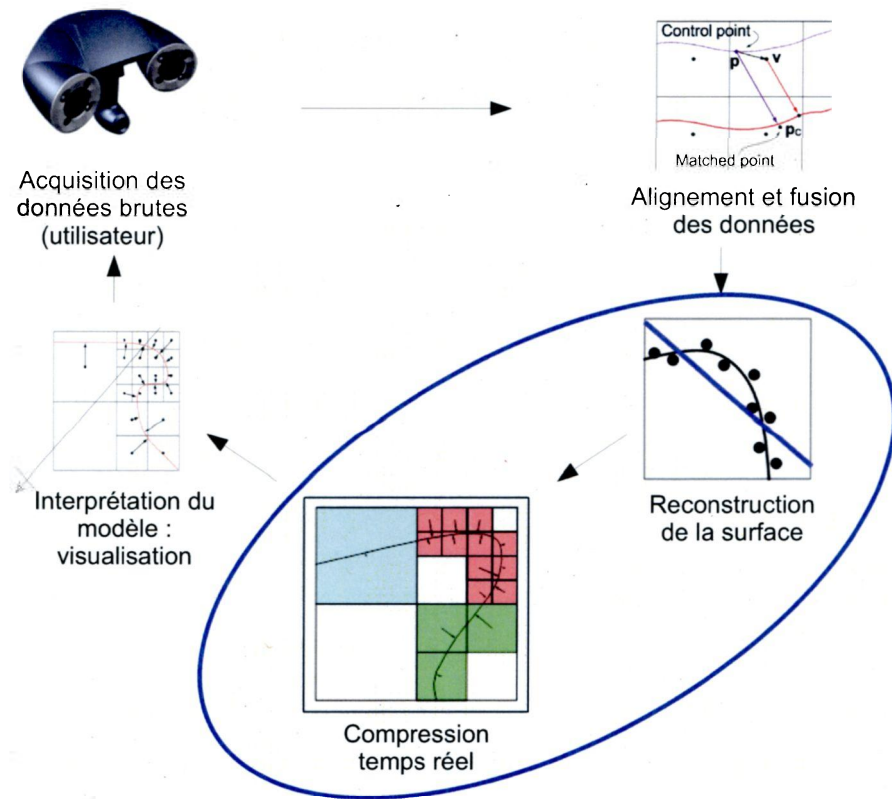 Control point
p
v
pc
Matched point
Acquisition des
données brutes
(utilisateur)
Alignement et fusion
des données
Reconstruction
de la surface
Compression
temps réel
Interprétation du
modèle :
visualisation